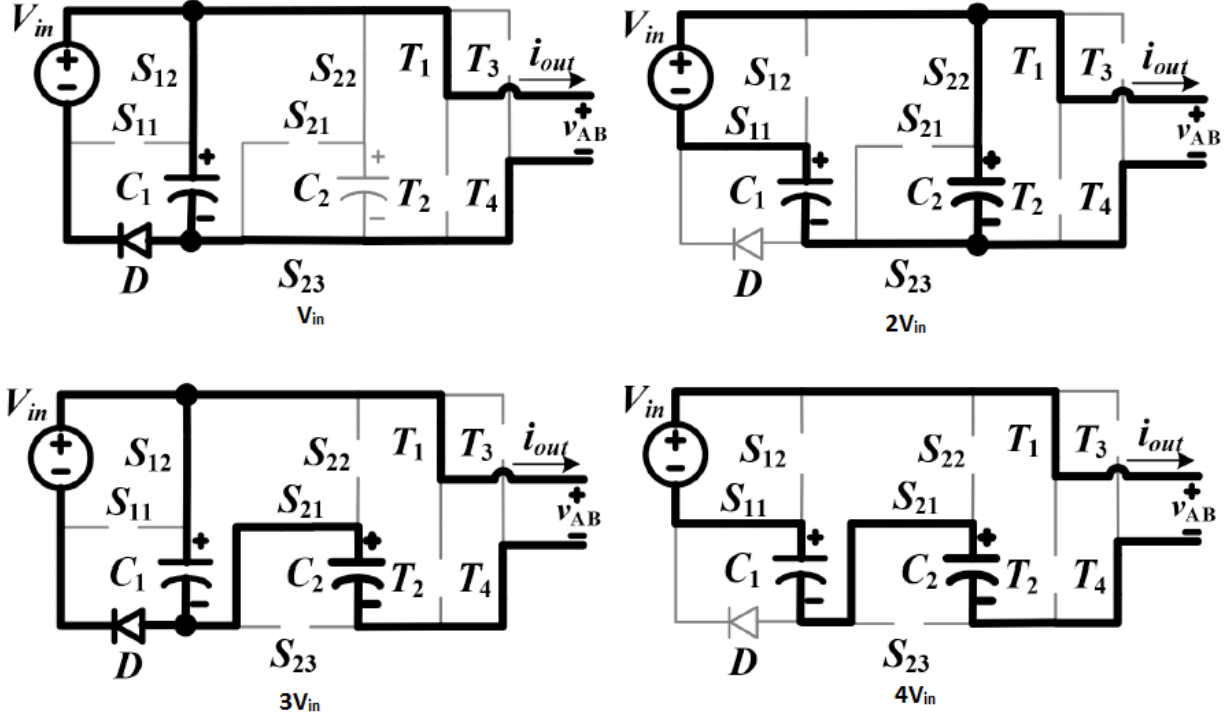 Vin
S12
S22
T1
T3
iout
S11
S21
vAB
C1
C2
T2
T4
D
S23
Vin
Vin
S12
S22
T1
T3
iout
S11
S21
vAB
C1
C2
T2
T4
D
S23
2Vin
Vin
S12
S22
T1
T3
iout
S11
S21
vAB
C1
C2
T2
T4
D
S23
3Vin
Vin
S12
S22
T1
T3
iout
S11
S21
vAB
C1
C2
T2
T4
D
S23
4Vin